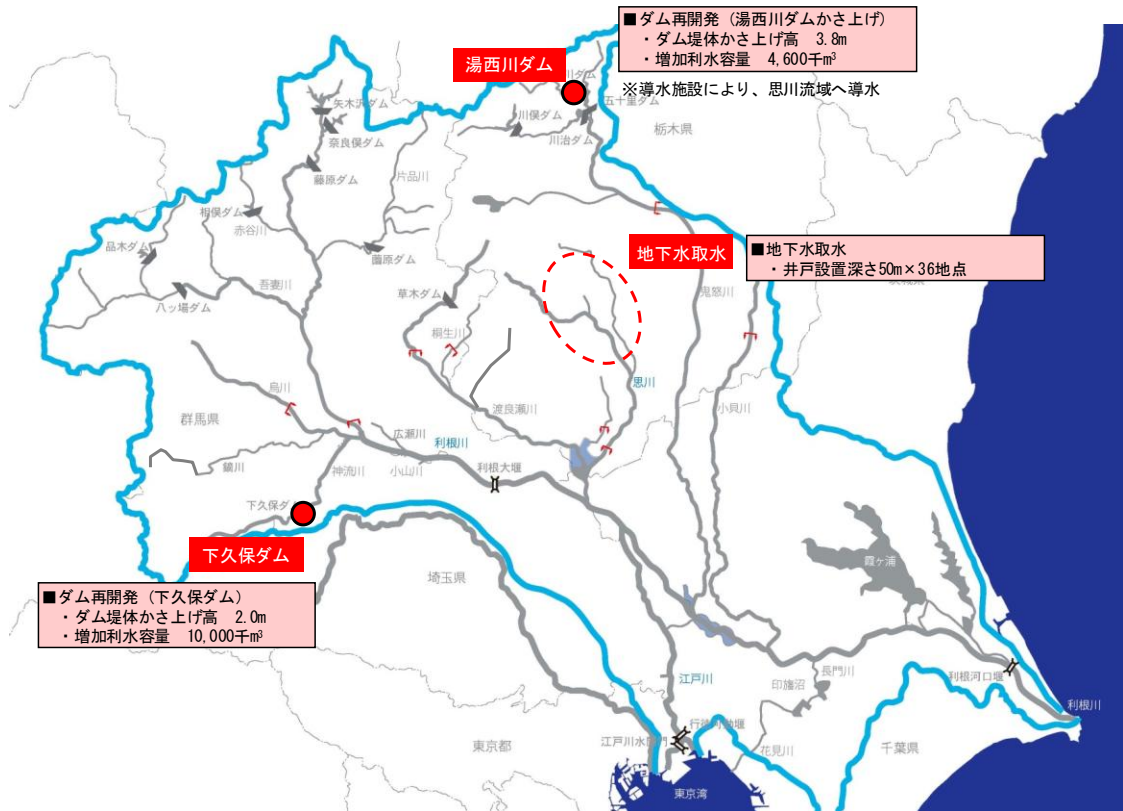 ■ダム再開発（湯西川ダムかさ上げ）
・ダム堤体かさ上げ高　3.8m
・増加利水容量　4,600千m³
※導水施設により、思川流域へ導水
湯西川ダム
川ダム
五十里ダム
川俣ダム
川治ダム
栃木県
矢木沢ダム
奈良俣ダム
藤原ダム
片品川
相俣ダム
赤谷川
品木ダム
薗原ダム
吾妻川
八ッ場ダム
草木ダム
桐生川
地下水取水
■地下水取水
・井戸設置深さ50m×36地点
鬼怒川
思川
小貝川
渡良瀬川
烏川
群馬県
広瀬川
利根川
利根大堰
鏑川
神流川
小山川
下久保ダ
下久保ダム
■ダム再開発（下久保ダム）
・ダム堤体かさ上げ高　2.0m
・増加利水容量　10,000千m³
埼玉県
霞ヶ浦
江戸川
印旛沼
長門川
利根河口堰
利根川
行徳可動堰
江戸川水閘門
花見川
千葉県
東京都
東京湾